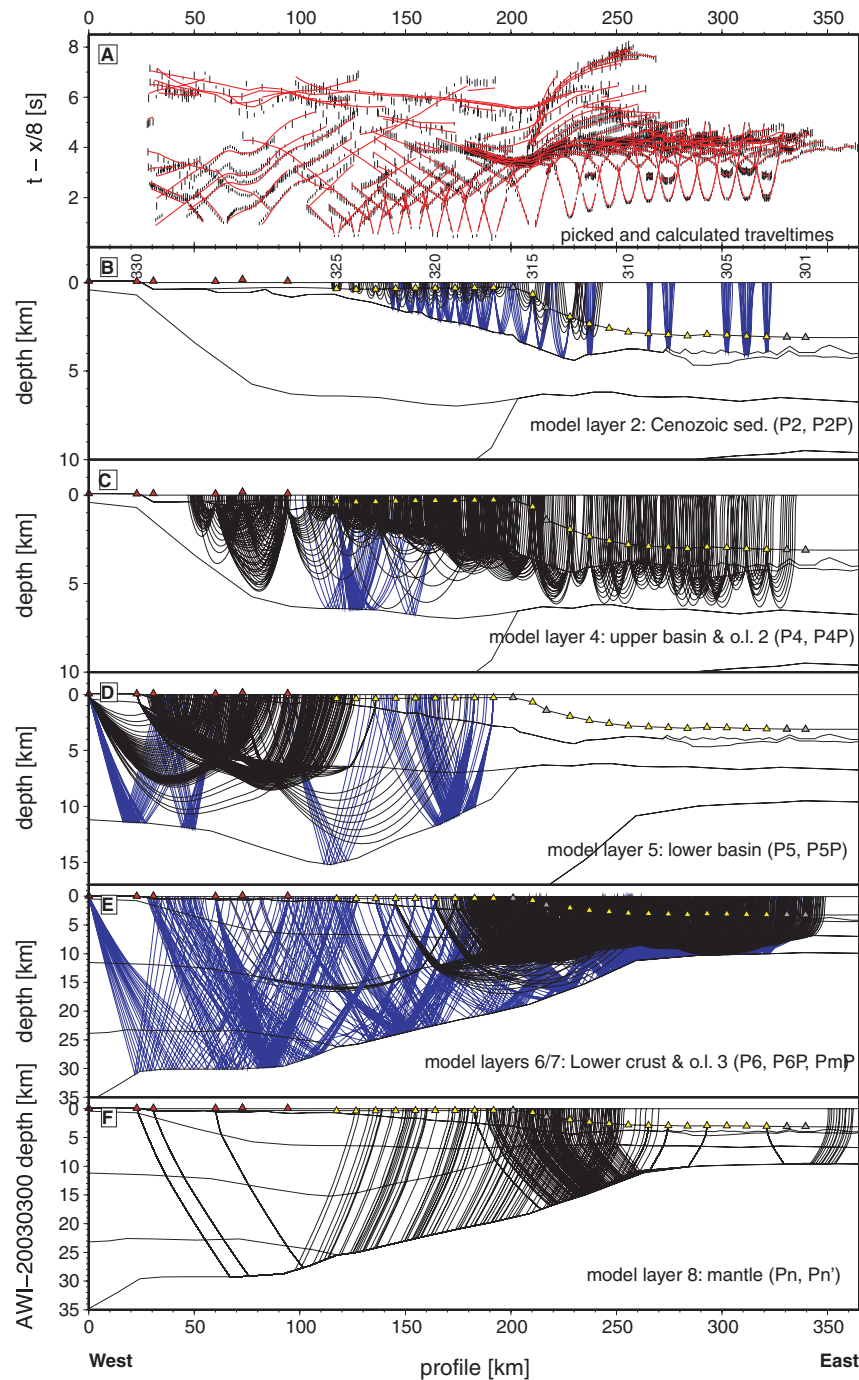 0 50 100 150 200 250 300 350
A
8
6
4
2
t − x/8 [s]
picked and calculated traveltimes
B
330 325 320 315 310 305 301
0
5
10
depth [km]
model layer 2: Cenozoic sed. (P2, P2P)
C
0
5
10
depth [km]
model layer 4: upper basin & o.l. 2 (P4, P4P)
D
0
5
10
15
depth [km]
model layer 5: lower basin (P5, P5P)
E
0
5
10
15
20
25
30
35
depth [km]
model layers 6/7: Lower crust & o.l. 3 (P6, P6P, PmP)
F
0
5
10
15
20
25
30
35
AWI−20030300 depth [km]
model layer 8: mantle (Pn, Pn')
0 50 100 150 200 250 300 350
West profile [km] East